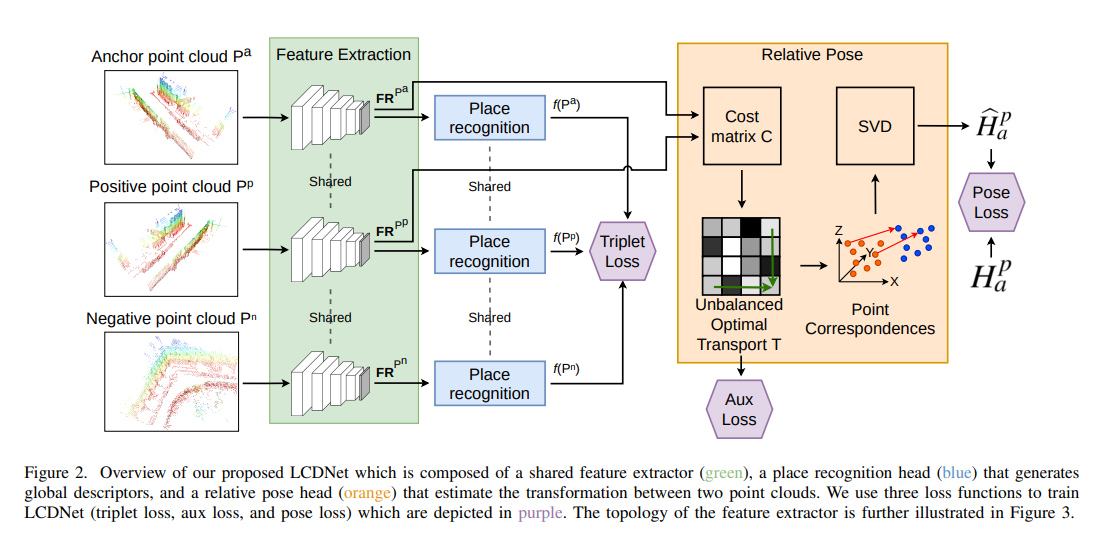 Anchor point cloud Pᵃ
Feature Extraction
Relative Pose
FRᴾᵃ
Place
recognition
f(Pᵃ)
Cost
matrix C
SVD
Ĥₐᵖ
Shared
Shared
Pose
Loss
Positive point cloud Pᵖ
FRᴾᵖ
Place
recognition
f(Pᵖ)
Triplet
Loss
Z
Y
X
Hₐᵖ
Unbalanced
Optimal
Transport T
Point
Correspondences
Negative point cloud Pⁿ
Shared
Shared
FRᴾⁿ
Place
recognition
f(Pⁿ)
Aux
Loss
Figure 2. Overview of our proposed LCDNet which is composed of a shared feature extractor (green), a place recognition head (blue) that generates
global descriptors, and a relative pose head (orange) that estimate the transformation between two point clouds. We use three loss functions to train
LCDNet (triplet loss, aux loss, and pose loss) which are depicted in purple. The topology of the feature extractor is further illustrated in Figure 3.